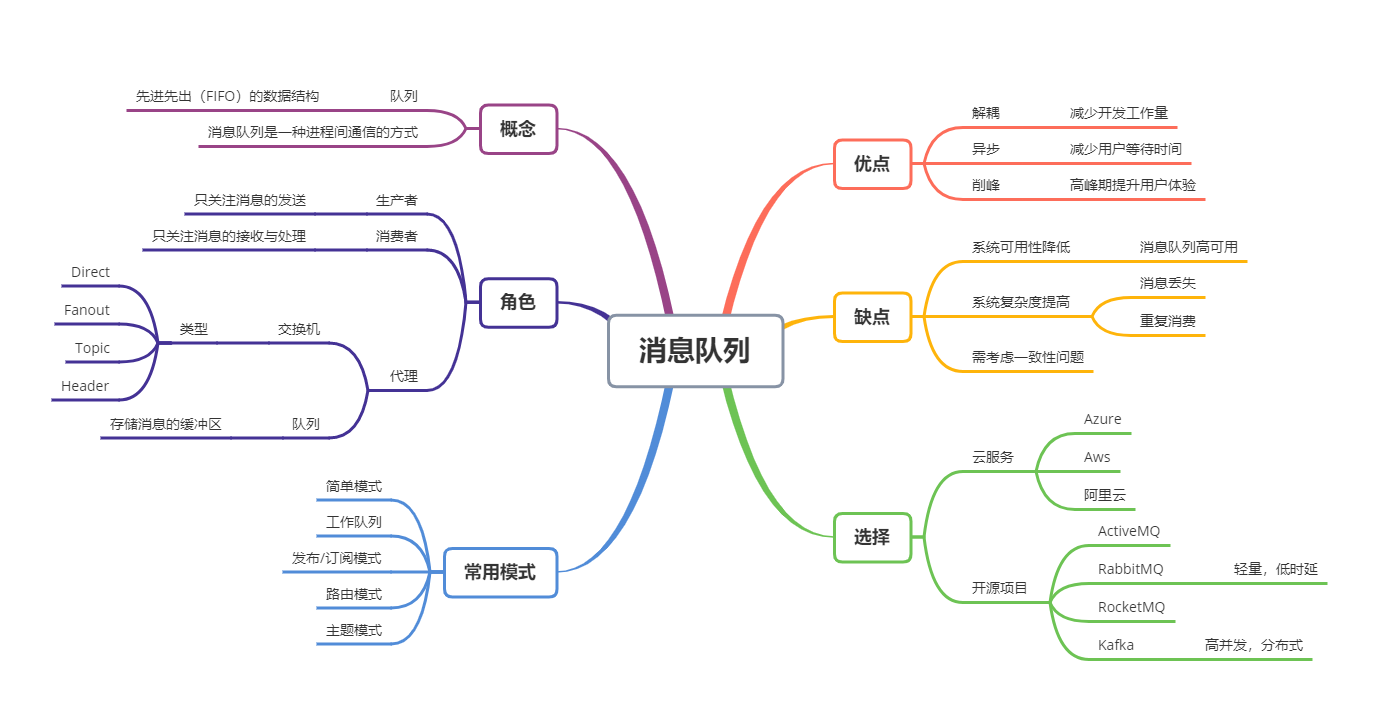 消息队列
概念
队列
先进先出（FIFO）的数据结构
消息队列是一种进程间通信的方式
角色
生产者
只关注消息的发送
消费者
只关注消息的接收与处理
代理
交换机
类型
Direct
Fanout
Topic
Header
队列
存储消息的缓冲区
常用模式
简单模式
工作队列
发布/订阅模式
路由模式
主题模式
优点
解耦
减少开发工作量
异步
减少用户等待时间
削峰
高峰期提升用户体验
缺点
系统可用性降低
消息队列高可用
系统复杂度提高
消息丢失
重复消费
需考虑一致性问题
选择
云服务
Azure
Aws
阿里云
开源项目
ActiveMQ
RabbitMQ
轻量，低时延
RocketMQ
Kafka
高并发，分布式